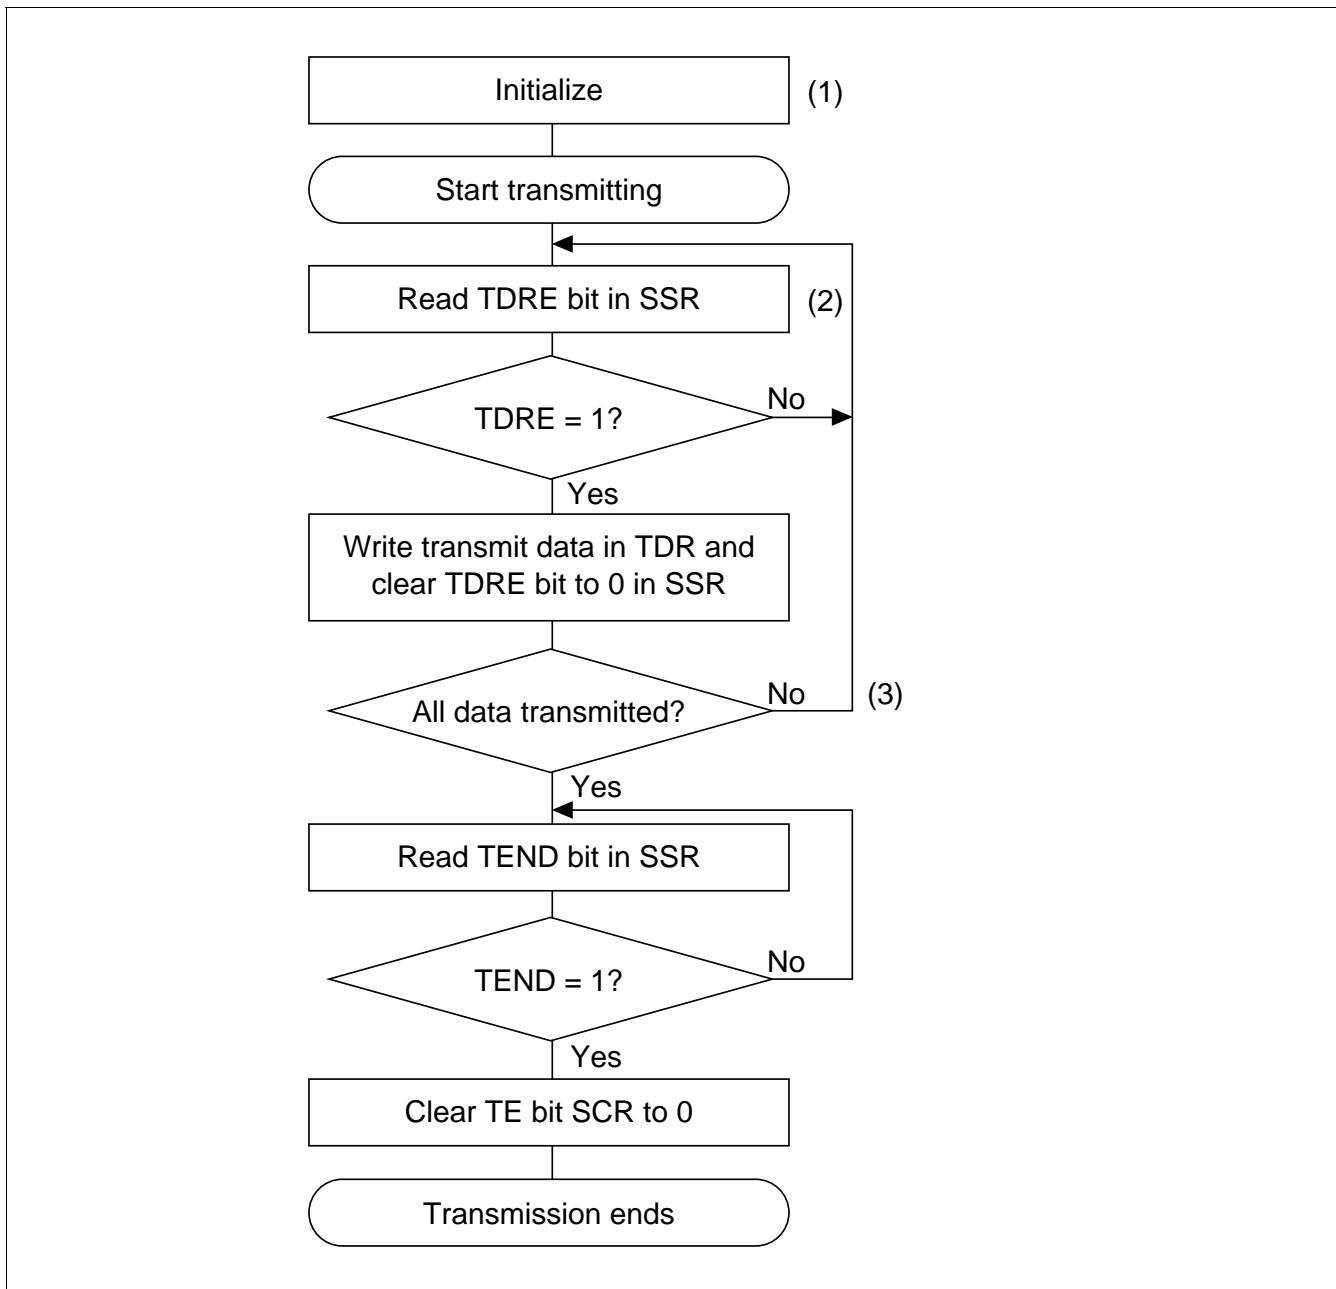 Initialize
(1)
Start transmitting
Read TDRE bit in SSR
(2)
TDRE = 1?
No
Yes
Write transmit data in TDR and
clear TDRE bit to 0 in SSR
All data transmitted?
No
(3)
Yes
Read TEND bit in SSR
TEND = 1?
No
Yes
Clear TE bit SCR to 0
Transmission ends